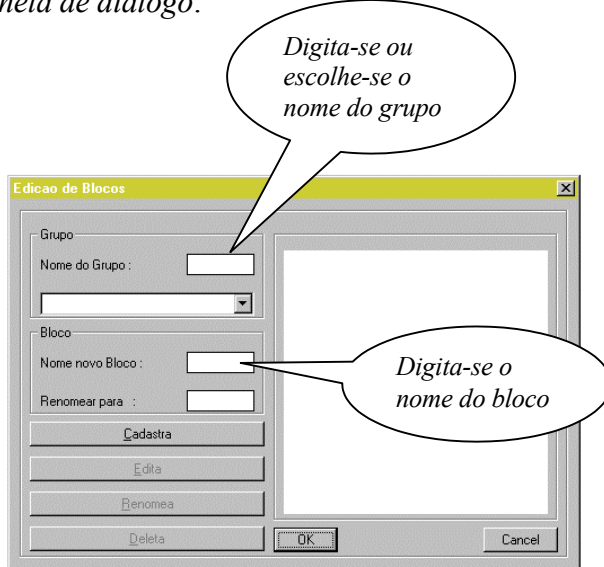 janela de diálogo:
Digita-se ou
escolhe-se o
nome do grupo
Edicao de Blocos
Grupo
Nome do Grupo :
Bloco
Nome novo Bloco :
Renomear para :
Digita-se o
nome do bloco
Cadastra
Edita
Renomea
Deleta
OK
Cancel